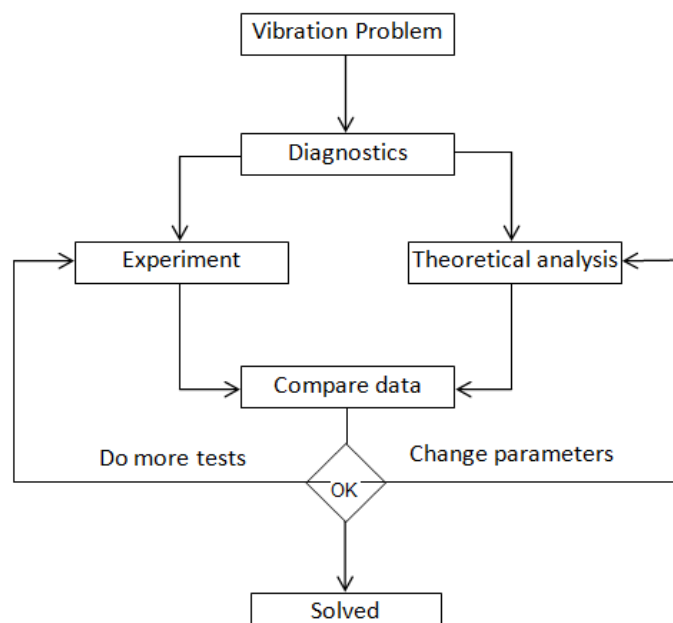 Vibration Problem
Diagnostics
Experiment
Theoretical analysis
Compare data
Do more tests
Change parameters
OK
Solved